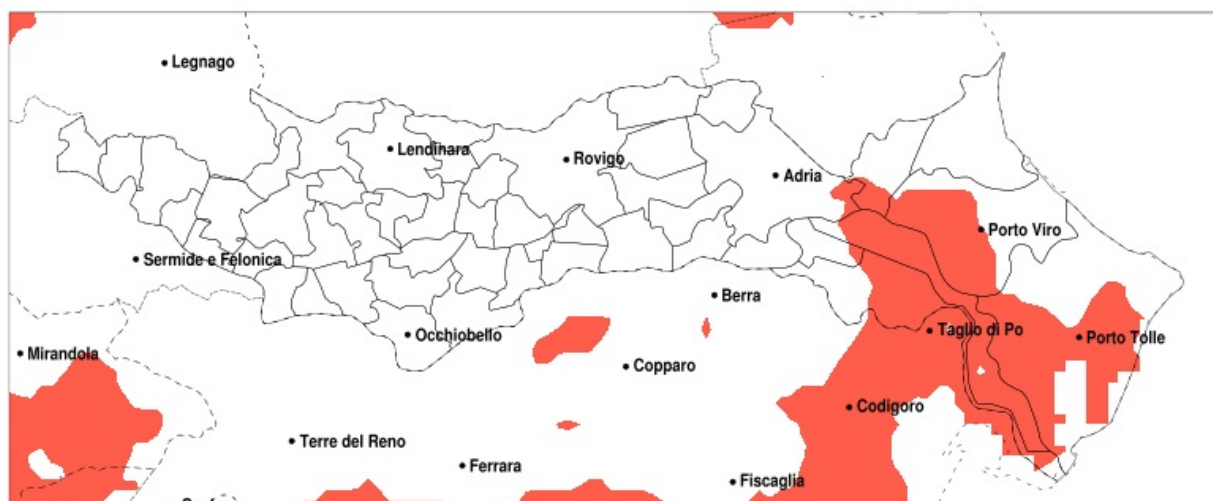 Legnago
Lendinara
Rovigo
Adria
Porto Viro
Sermide e Felonica
Berra
Occhiobello
Taglio di Po
Porto Tolle
Mirandola
Copparo
Codigoro
Terre del Reno
Ferrara
Fiscaglia